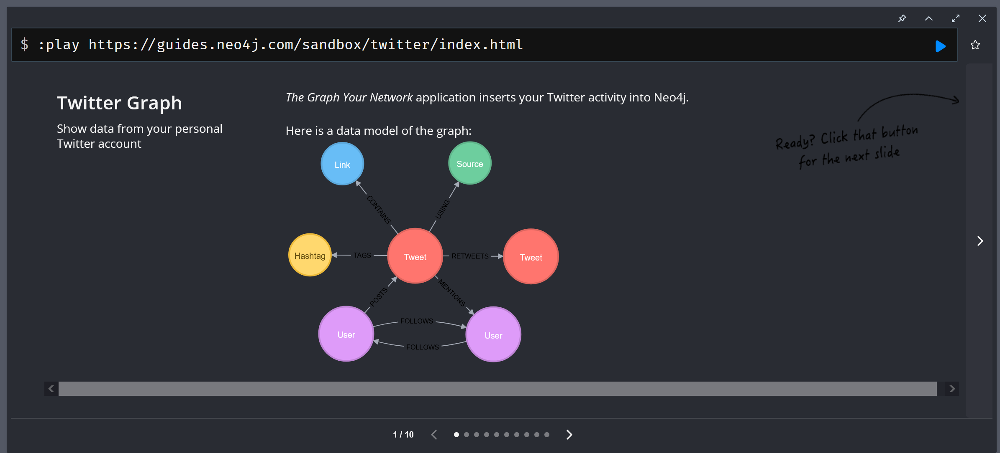 $ :play https://guides.neo4j.com/sandbox/twitter/index.html
Twitter Graph
Show data from your personal
Twitter account
The Graph Your Network application inserts your Twitter activity into Neo4j.
Here is a data model of the graph:
Ready? Click that button
for the next slide
Link
Source
CONTAINS
USING
Hashtag
TAGS
Tweet
RETWEETS
Tweet
POSTS
MENTIONS
User
FOLLOWS
User
FOLLOWS
1 / 10